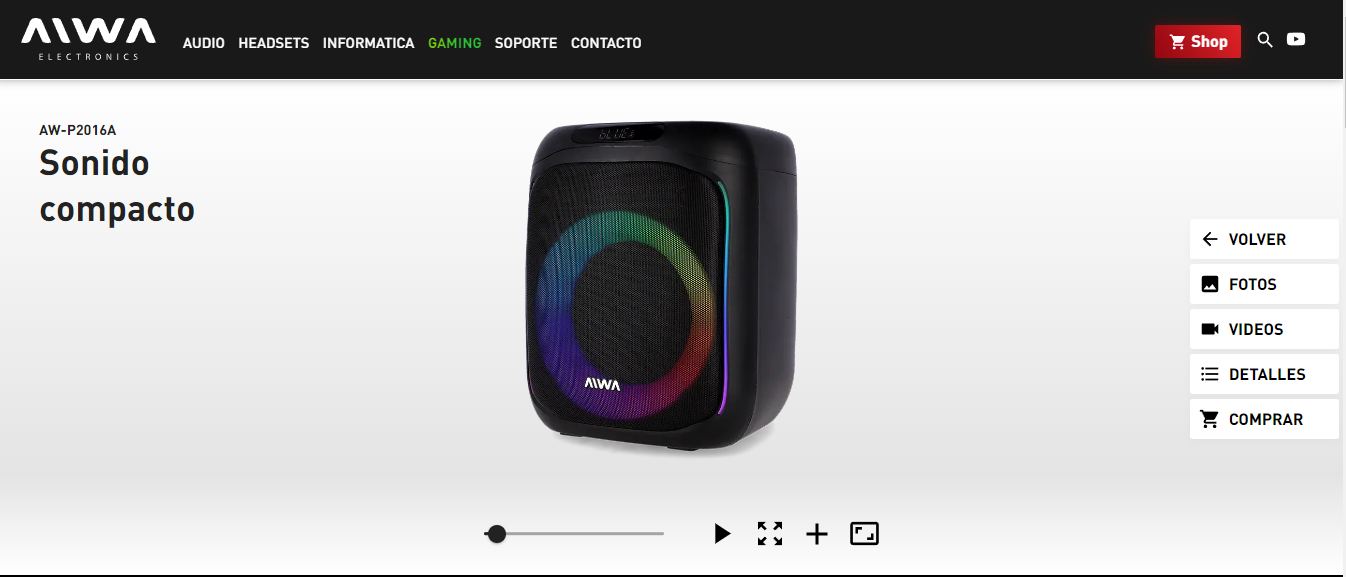 AIWA
ELECTRONICS
AUDIO HEADSETS INFORMATICA GAMING SOPORTE CONTACTO
Shop
AW-P2016A
Sonido
compacto
AIWA
VOLVER
FOTOS
VIDEOS
DETALLES
COMPRAR